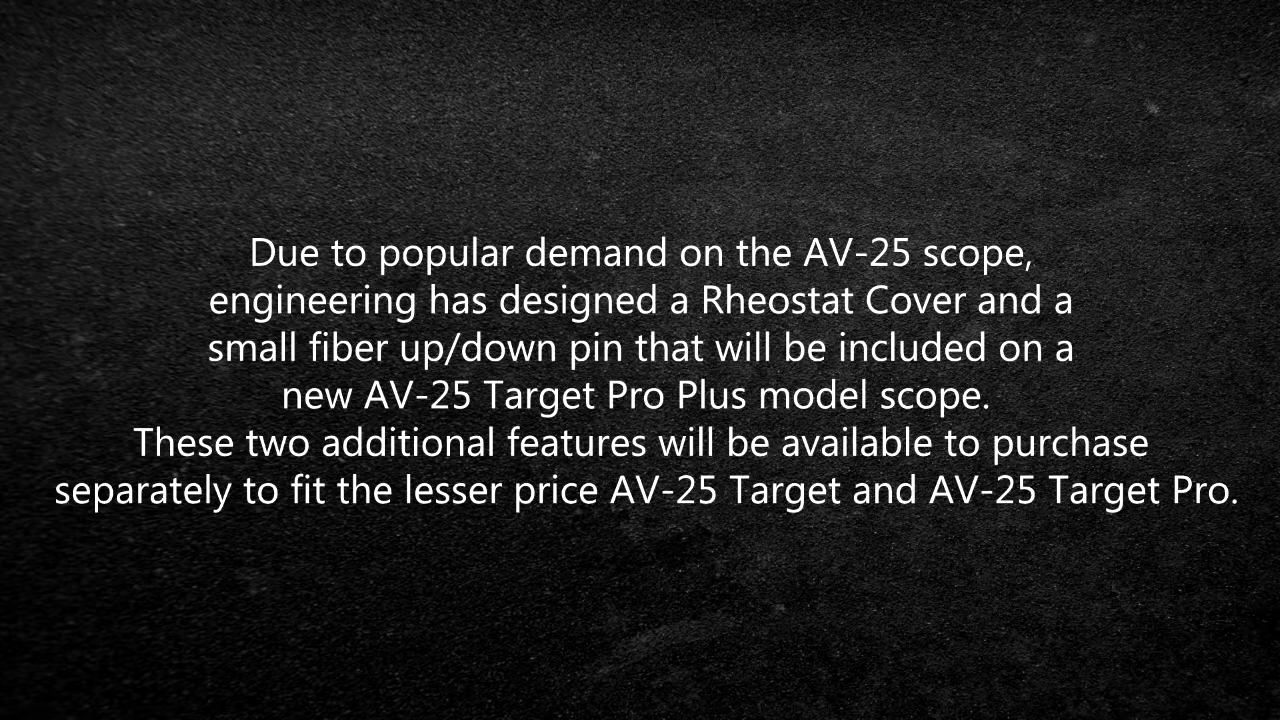 Due to popular demand on the AV-25 scope,
engineering has designed a Rheostat Cover and a
small fiber up/down pin that will be included on a
new AV-25 Target Pro Plus model scope.
These two additional features will be available to purchase
separately to fit the lesser price AV-25 Target and AV-25 Target Pro.